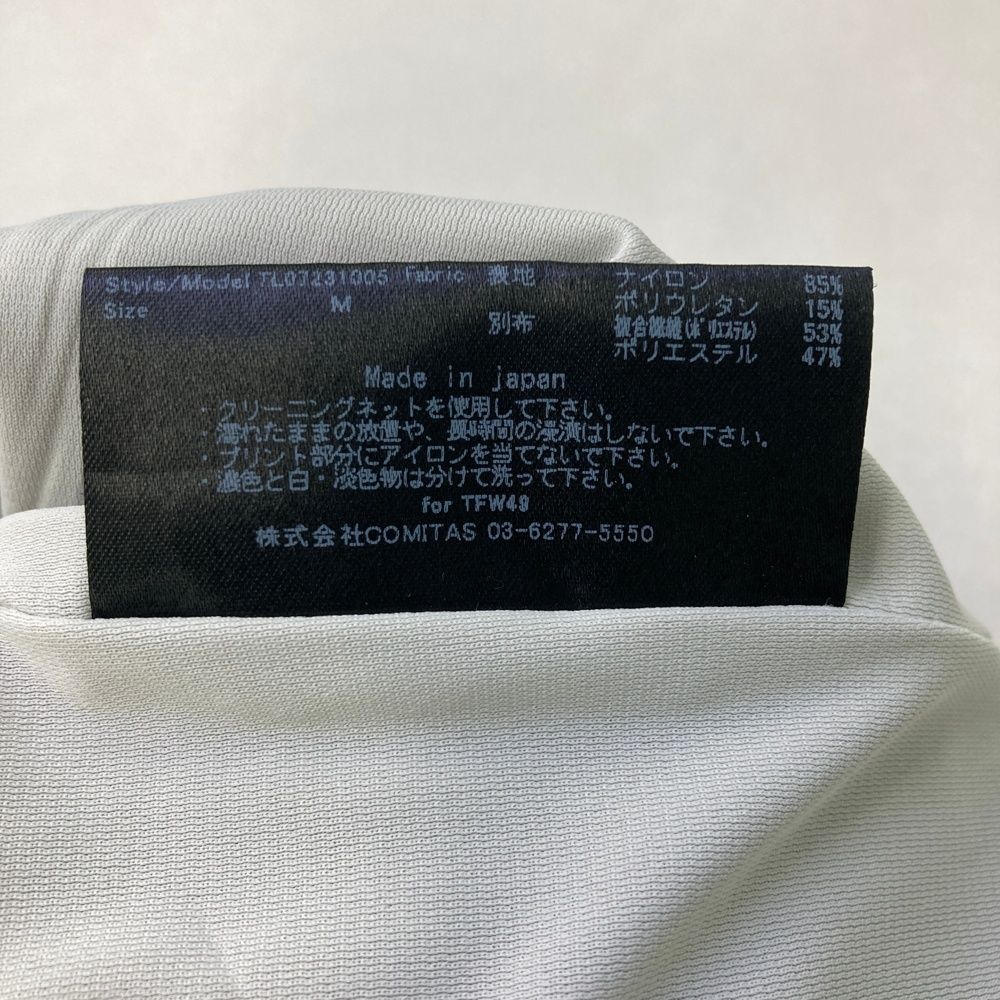 Style/Model TL07231005 Fabric 表地 ナイロン 85%
Size M ポリウレタン 15%
別布 複合繊維(ポリエステル) 53%
ポリエステル 47%
Made in japan
・クリーニングネットを使用して下さい。
・濡れたままの放置や、長時間の浸漬はしないで下さい。
・プリント部分にアイロンを当てないで下さい。
・濃色と白・淡色物は分けて洗って下さい。
for TFW49
株式会社COMITAS 03-6277-5550